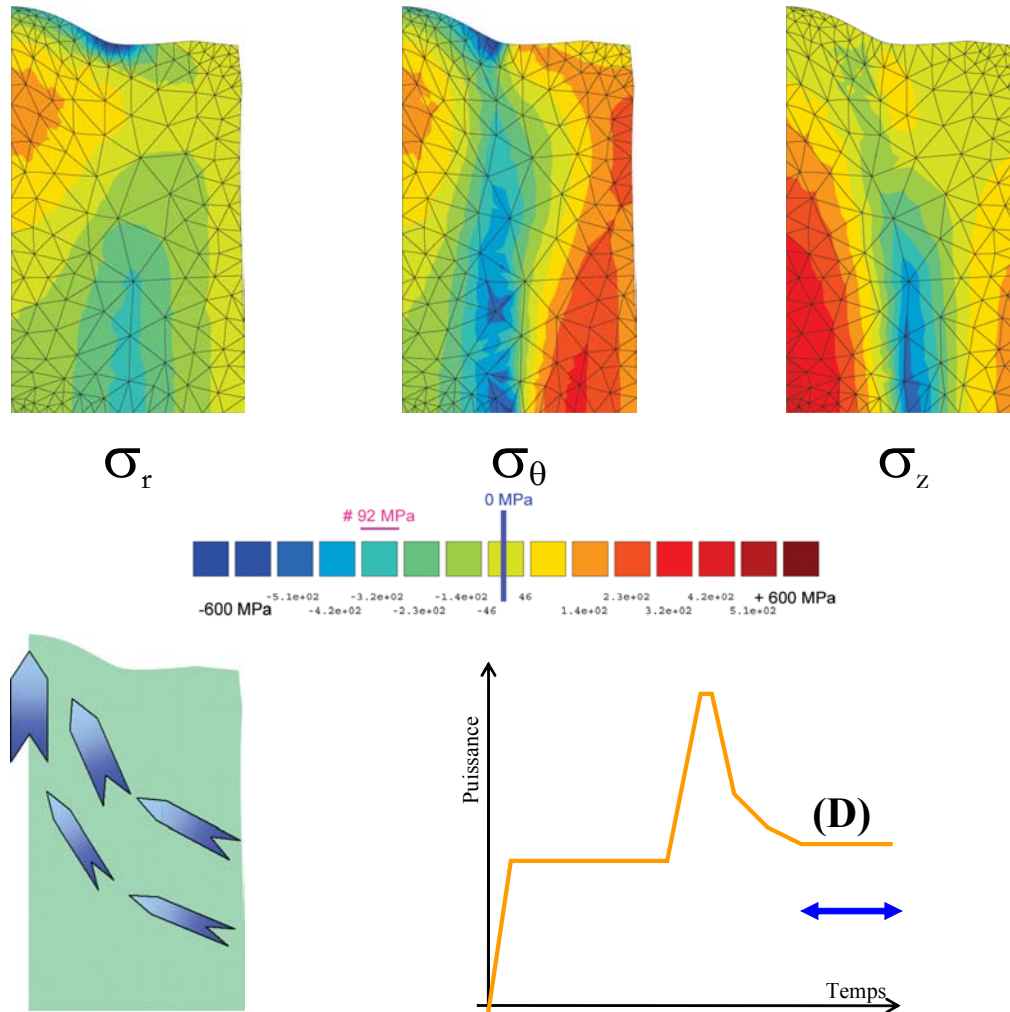 σr
σθ
σz
0 MPa
# 92 MPa
-5.1e+02
-3.2e+02
-1.4e+02
46
2.3e+02
4.2e+02
+ 600 MPa
-600 MPa
-4.2e+02
-2.3e+02
-46
1.4e+02
3.2e+02
5.1e+02
Puissance
(D)
Temps